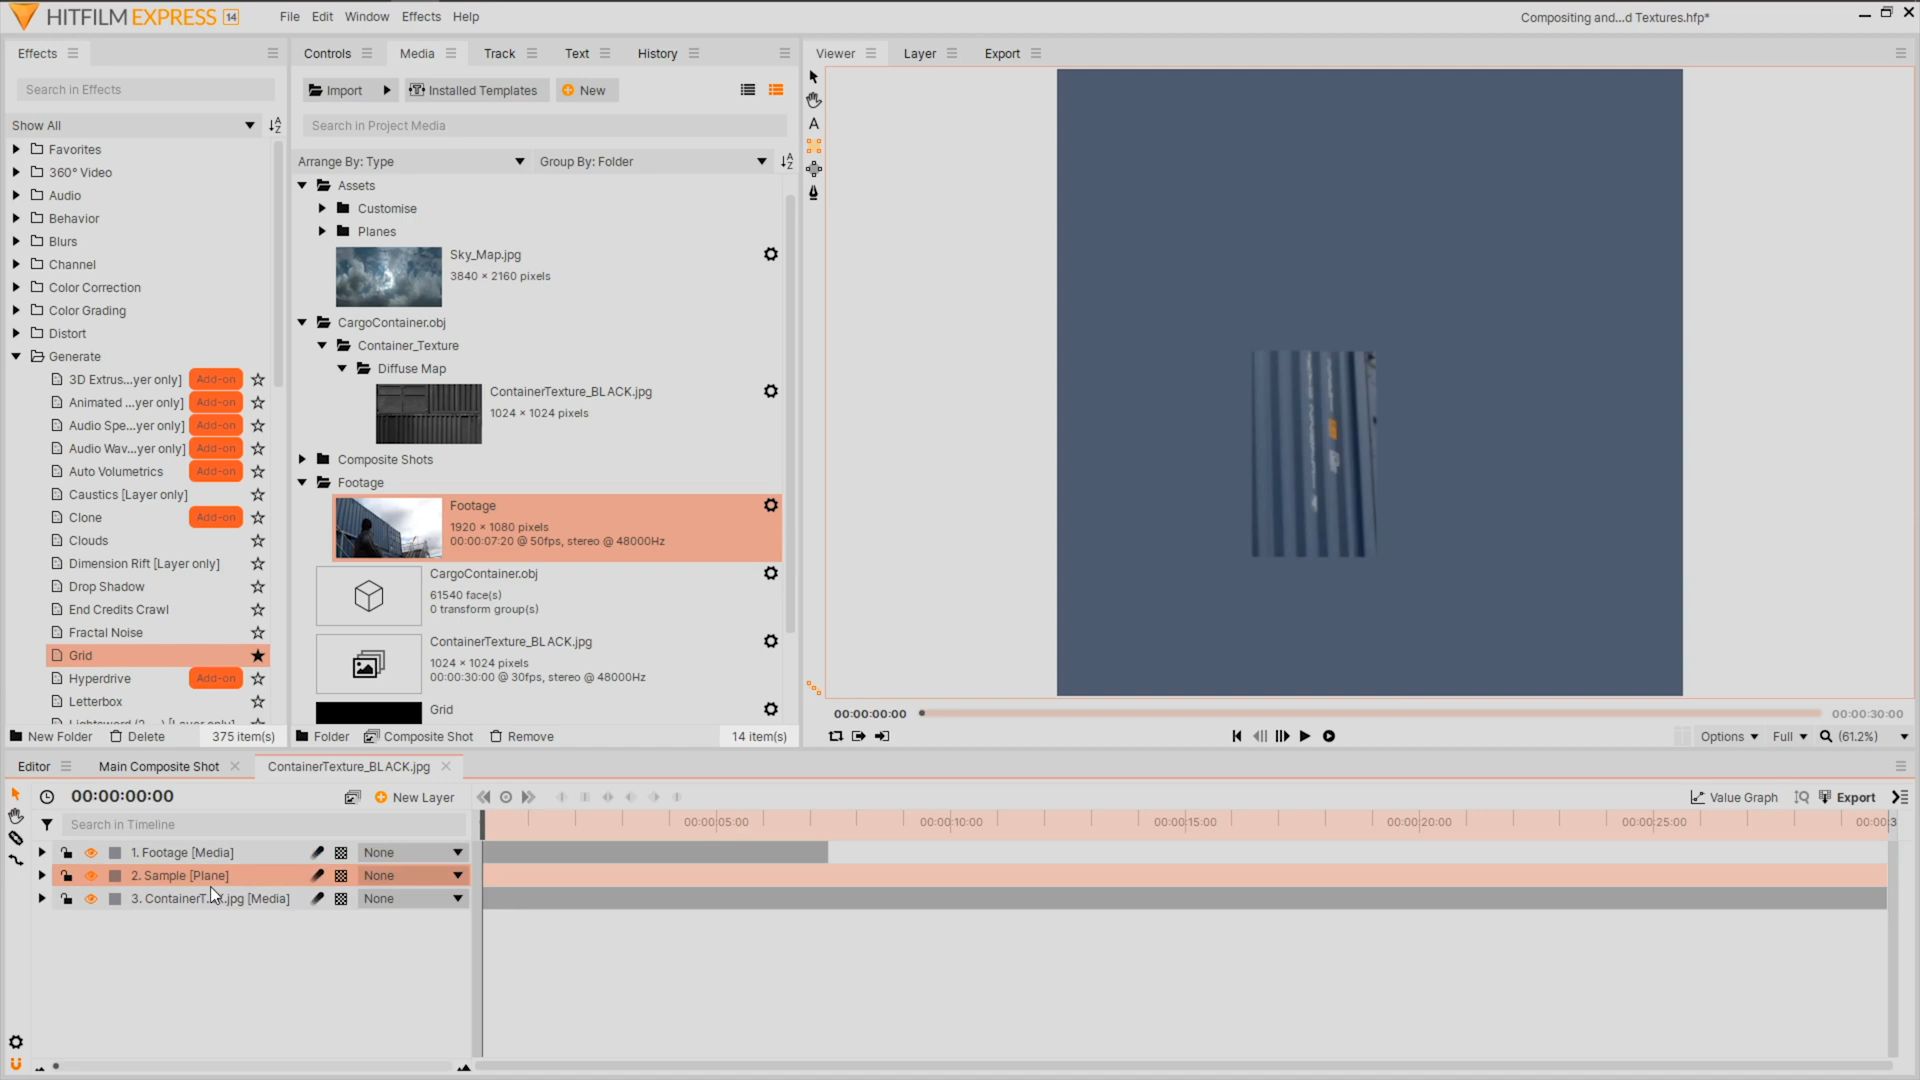 HITFILM EXPRESS 14
File Edit Window Effects Help
Compositing and...d Textures.hfp*
Effects
Search in Effects
Show All
Favorites
360° Video
Audio
Behavior
Blurs
Channel
Color Correction
Color Grading
Distort
Generate
3D Extrus...yer only] Add-on
Animated ...yer only] Add-on
Audio Spe...yer only] Add-on
Audio Wav...yer only] Add-on
Auto Volumetrics Add-on
Caustics [Layer only]
Clone Add-on
Clouds
Dimension Rift [Layer only]
Drop Shadow
End Credits Crawl
Fractal Noise
Grid
Hyperdrive Add-on
Letterbox
New Folder Delete 375 item(s)
Controls Media Track Text History
Import Installed Templates New
Search in Project Media
Arrange By: Type Group By: Folder
Assets
Customise
Planes
Sky_Map.jpg
3840 × 2160 pixels
CargoContainer.obj
Container_Texture
Diffuse Map
ContainerTexture_BLACK.jpg
1024 × 1024 pixels
Composite Shots
Footage
Footage
1920 × 1080 pixels
00:00:07:20 @ 50fps, stereo @ 48000Hz
CargoContainer.obj
61540 face(s)
0 transform group(s)
ContainerTexture_BLACK.jpg
1024 × 1024 pixels
00:00:30:00 @ 30fps, stereo @ 48000Hz
Grid
Folder Composite Shot Remove 14 item(s)
Viewer Layer Export
A
00:00:00:00 00:00:30:00
Options Full (61.2%)
Editor Main Composite Shot ContainerTexture_BLACK.jpg
00:00:00:00 New Layer Value Graph Export
Search in Timeline
00:00:05:00 00:00:10:00 00:00:15:00 00:00:20:00 00:00:25:00 00:00:3
1. Footage [Media] None
2. Sample [Plane] None
3. ContainerT...K.jpg [Media] None